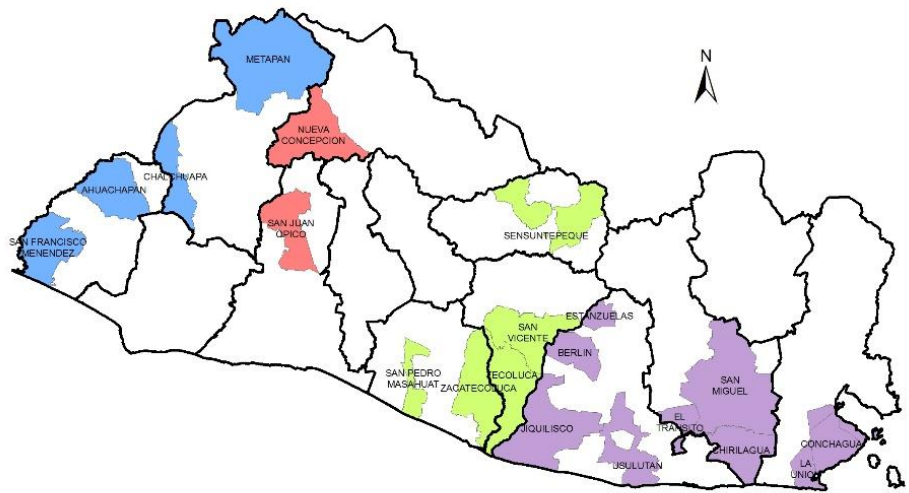 METAPAN
N
NUEVA
CONCEPCION
CHALCHUAPA
AHUACHAPAN
SAN JUAN
OPICO
SENSUNTEPEQUE
SAN FRANCISCO
MENENDEZ
ESTANZUELAS
SAN
VICENTE
BERLIN
SAN PEDRO
MASAHUAT
ZACATECOLUCA
TECOLUCA
SAN
MIGUEL
JIQUILISCO
EL
TRANSITO
USULUTAN
CHIRILAGUA
CONCHAGUA
LA
UNION